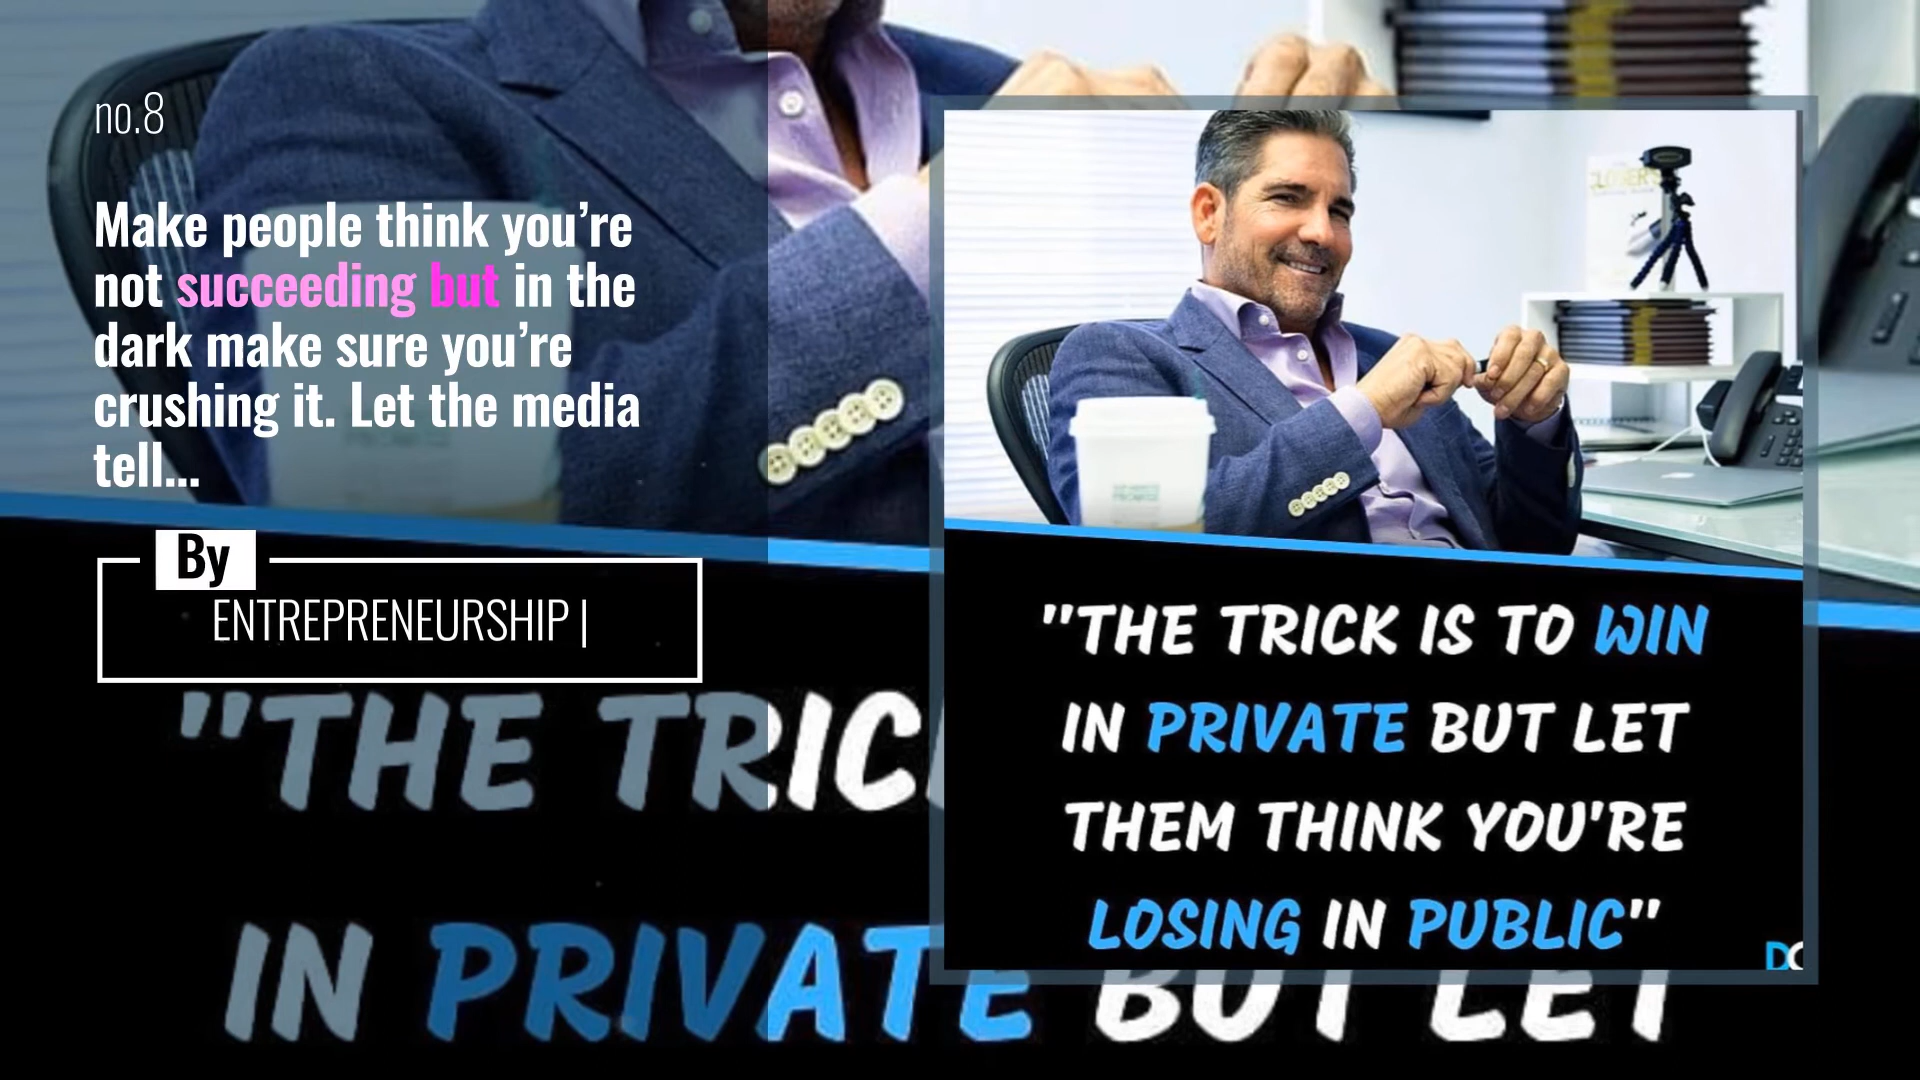 no.8
Make people think you’re
not succeeding but in the
dark make sure you’re
crushing it. Let the media
tell...
By
ENTREPRENEURSHIP |
"THE TRIC
IN PRIVATE BUT LET
"THE TRICK IS TO WIN
IN PRIVATE BUT LET
THEM THINK YOU'RE
LOSING IN PUBLIC"